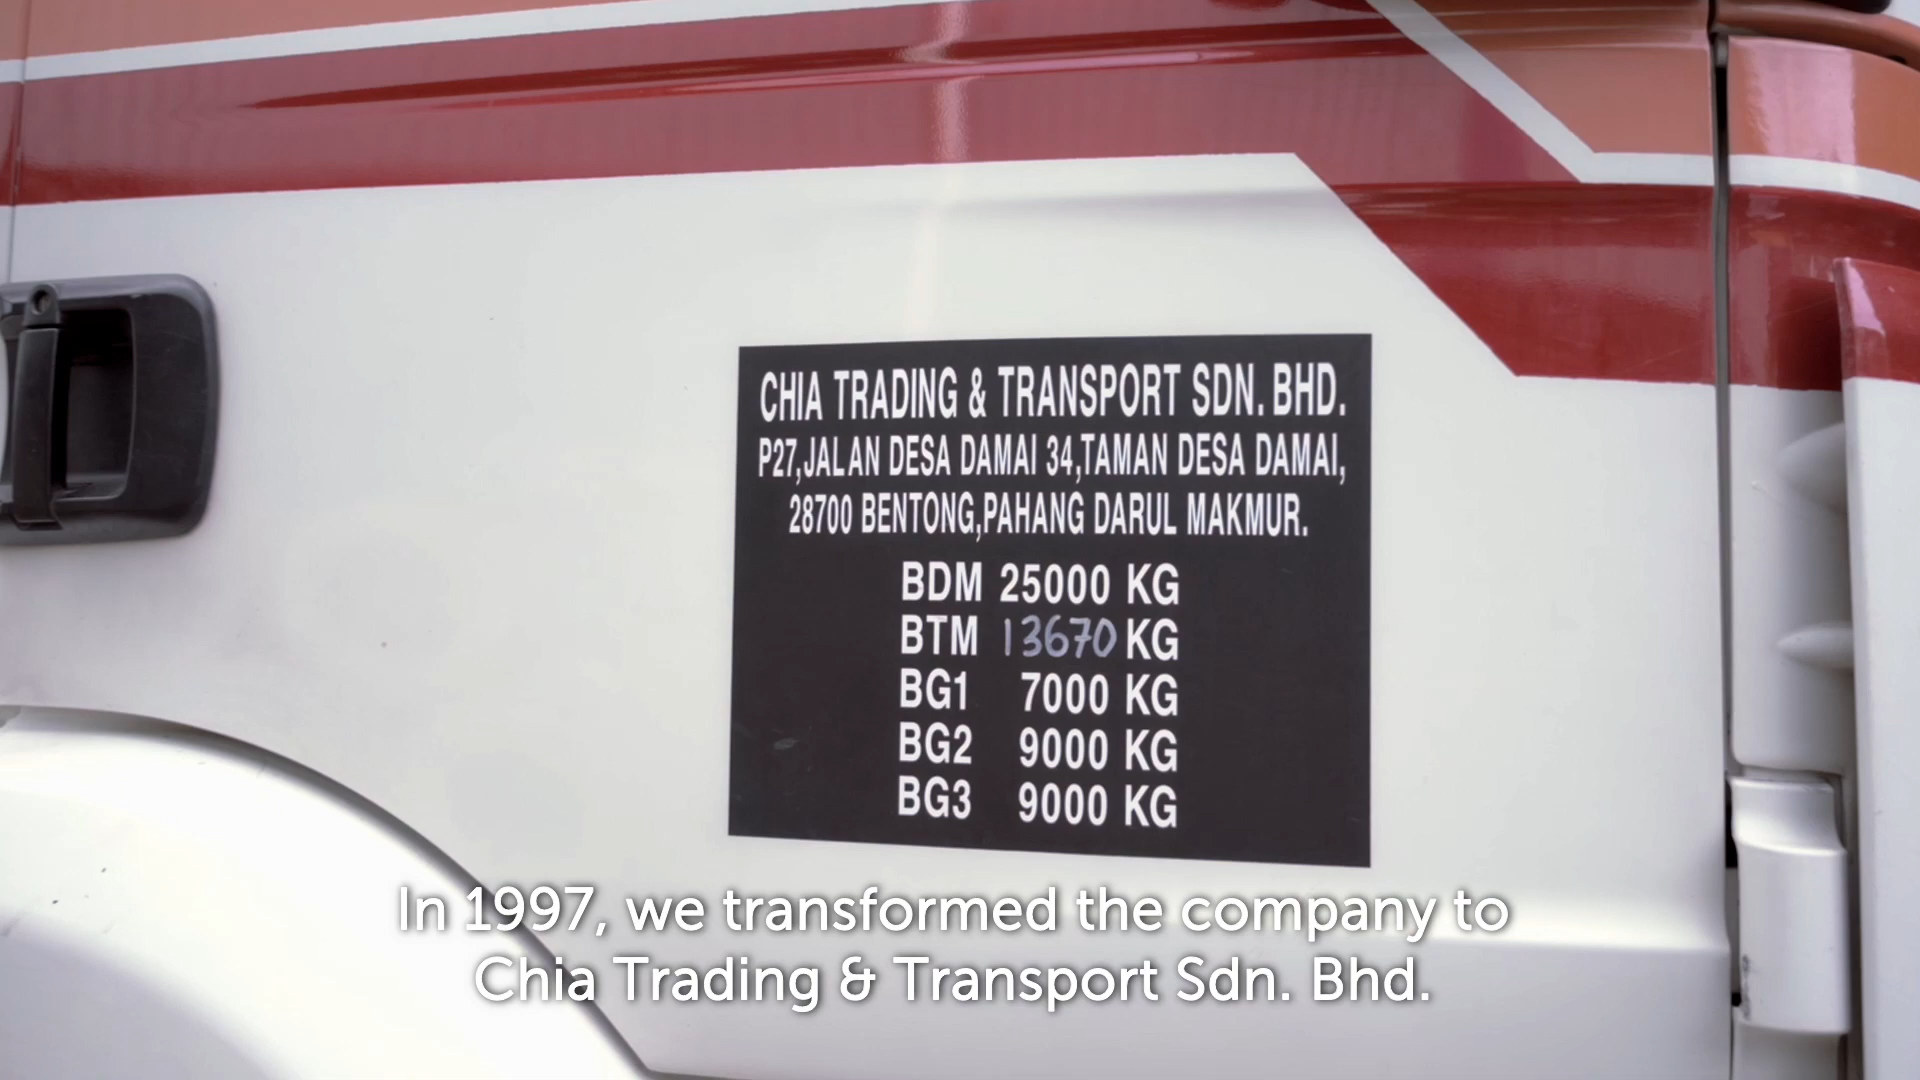 CHIA TRADING & TRANSPORT SDN. BHD.
P27,JALAN DESA DAMAI 34,TAMAN DESA DAMAI,
28700 BENTONG,PAHANG DARUL MAKMUR.
BDM 25000 KG
BTM 13670 KG
BG1 7000 KG
BG2 9000 KG
BG3 9000 KG
In 1997, we transformed the company to
Chia Trading & Transport Sdn. Bhd.